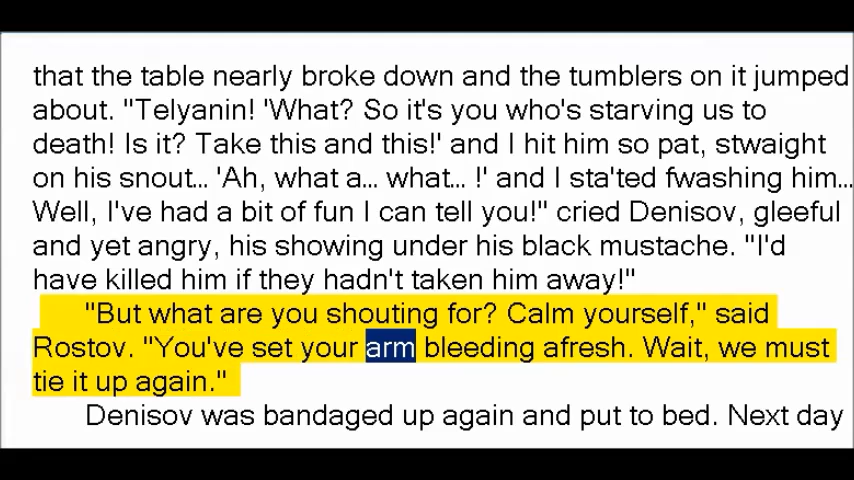 that the table nearly broke down and the tumblers on it jumped
about. "Telyanin! 'What? So it's you who's starving us to
death! Is it? Take this and this!' and I hit him so pat, stwaight
on his snout... 'Ah, what a... what... !' and I sta'ted fwashing him...
Well, I've had a bit of fun I can tell you!" cried Denisov, gleeful
and yet angry, his showing under his black mustache. "I'd
have killed him if they hadn't taken him away!"
"But what are you shouting for? Calm yourself," said
Rostov. "You've set your arm bleeding afresh. Wait, we must
tie it up again."
Denisov was bandaged up again and put to bed. Next day